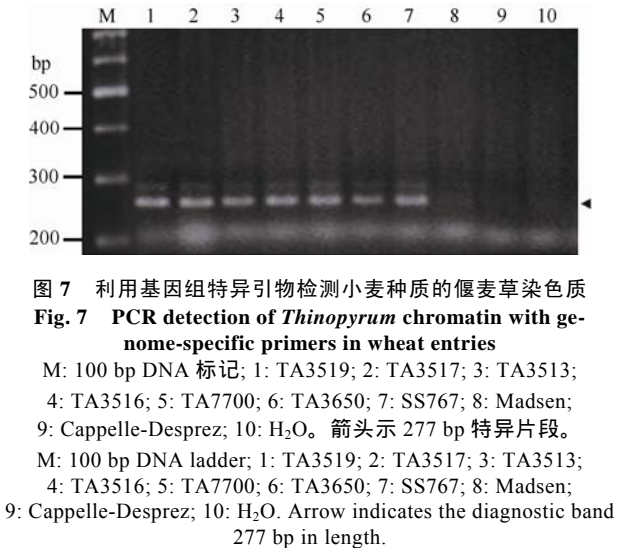 M 1 2 3 4 5 6 7 8 9 10
bp
500
400
300
200
图 7 利用基因组特异引物检测小麦种质的偃麦草染色质
Fig. 7 PCR detection of Thinopyrum chromatin with ge-
nome-specific primers in wheat entries
M: 100 bp DNA 标记; 1: TA3519; 2: TA3517; 3: TA3513;
4: TA3516; 5: TA7700; 6: TA3650; 7: SS767; 8: Madsen;
9: Cappelle-Desprez; 10: H₂O。箭头示 277 bp 特异片段。
M: 100 bp DNA ladder; 1: TA3519; 2: TA3517; 3: TA3513;
4: TA3516; 5: TA7700; 6: TA3650; 7: SS767; 8: Madsen;
9: Cappelle-Desprez; 10: H₂O. Arrow indicates the diagnostic band
277 bp in length.